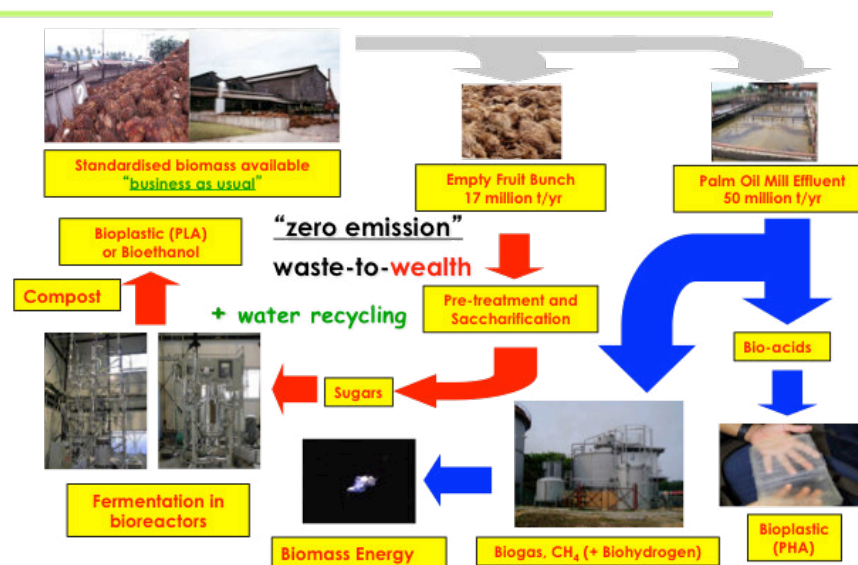 Standardised biomass available
“business as usual”
Empty Fruit Bunch
17 million t/yr
Palm Oil Mill Effluent
50 million t/yr
Bioplastic (PLA)
or Bioethanol
“zero emission”
waste-to-wealth
+ water recycling
Compost
Pre-treatment and
Saccharification
Bio-acids
Sugars
Fermentation in
bioreactors
Biomass Energy
Biogas, CH₄ (+ Biohydrogen)
Bioplastic
(PHA)